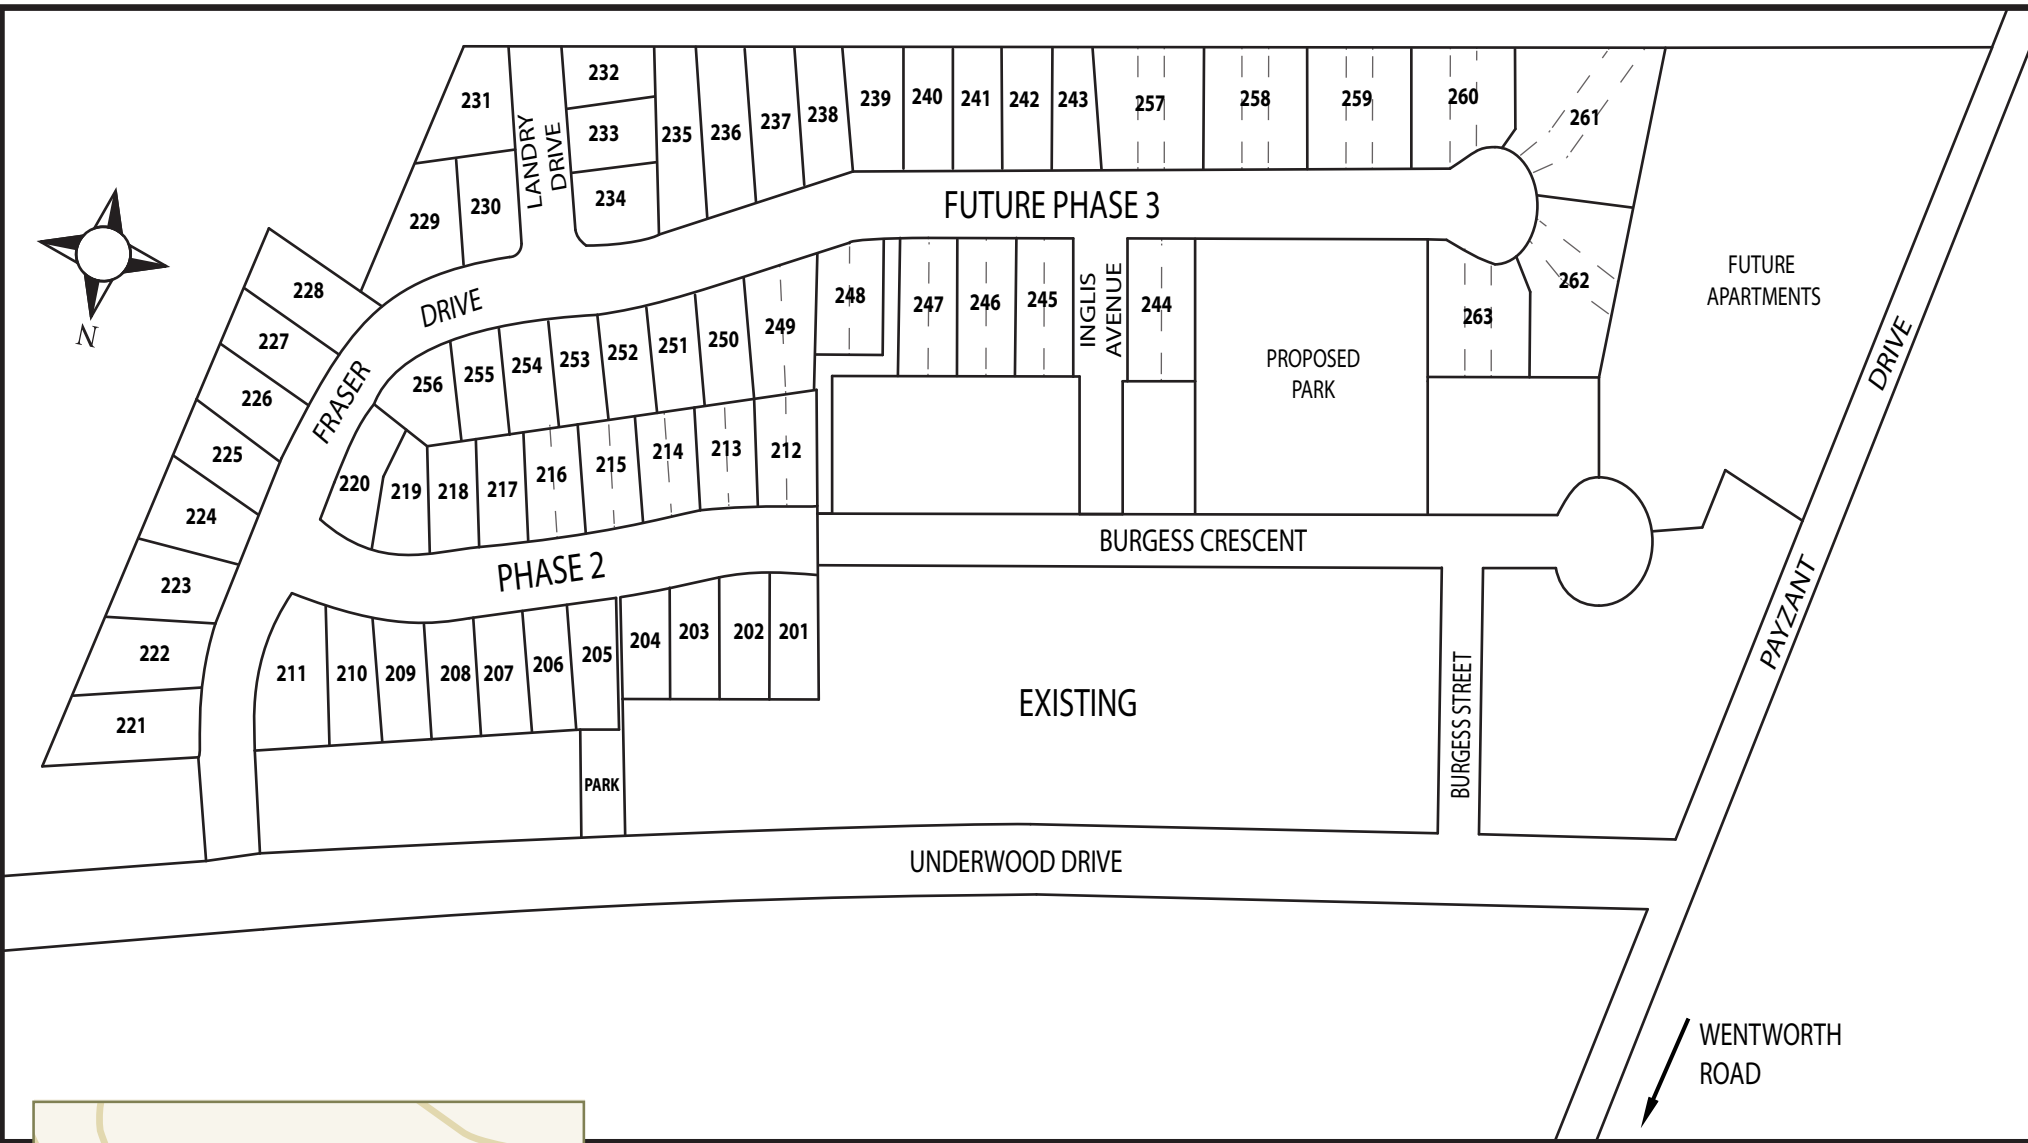 232
231
239
240
241
242
243
257
258
259
260
261
LANDRY
DRIVE
233
235
236
237
238
234
229
230
FUTURE PHASE 3
N
228
227
226
225
224
223
222
221
FRASER
DRIVE
248
247
246
245
INGLIS
AVENUE
244
PROPOSED
PARK
263
262
FUTURE
APARTMENTS
256
255
254
253
252
251
250
249
220
219
218
217
216
215
214
213
212
PHASE 2
BURGESS CRESCENT
211
210
209
208
207
206
205
204
203
202
201
PARK
EXISTING
BURGESS STREET
PAYZANT
DRIVE
UNDERWOOD DRIVE
WENTWORTH
ROAD